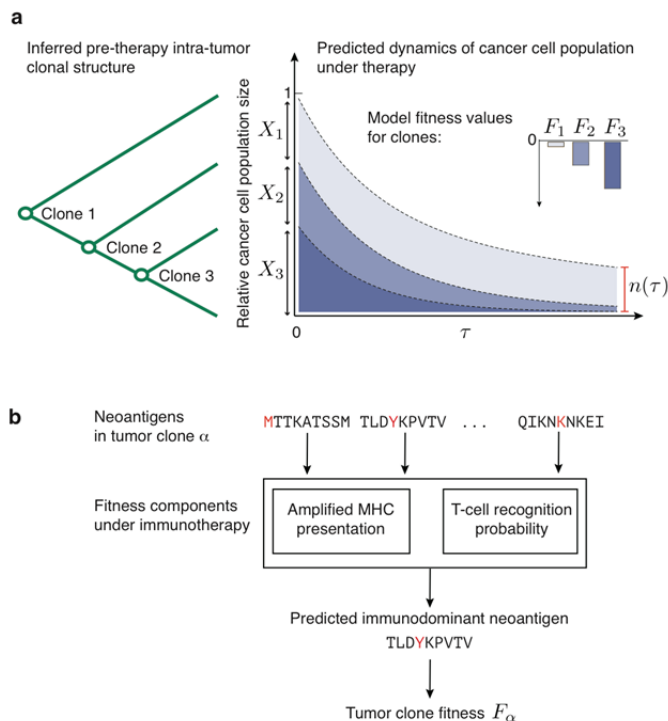 a
Inferred pre-therapy intra-tumor
clonal structure
Clone 1
Clone 2
Clone 3
Predicted dynamics of cancer cell population
under therapy
Relative cancer cell population size
1
X₁
X₂
X₃
0
τ
Model fitness values
for clones:
F₁ F₂ F₃
0
n(τ)
b
Neoantigens
in tumor clone α
MTTKATSSM TLDYKPVTV ... QIKNKNKEI
Fitness components
under immunotherapy
Amplified MHC
presentation
T-cell recognition
probability
Predicted immunodominant neoantigen
TLDYKPVTV
Tumor clone fitness Fα